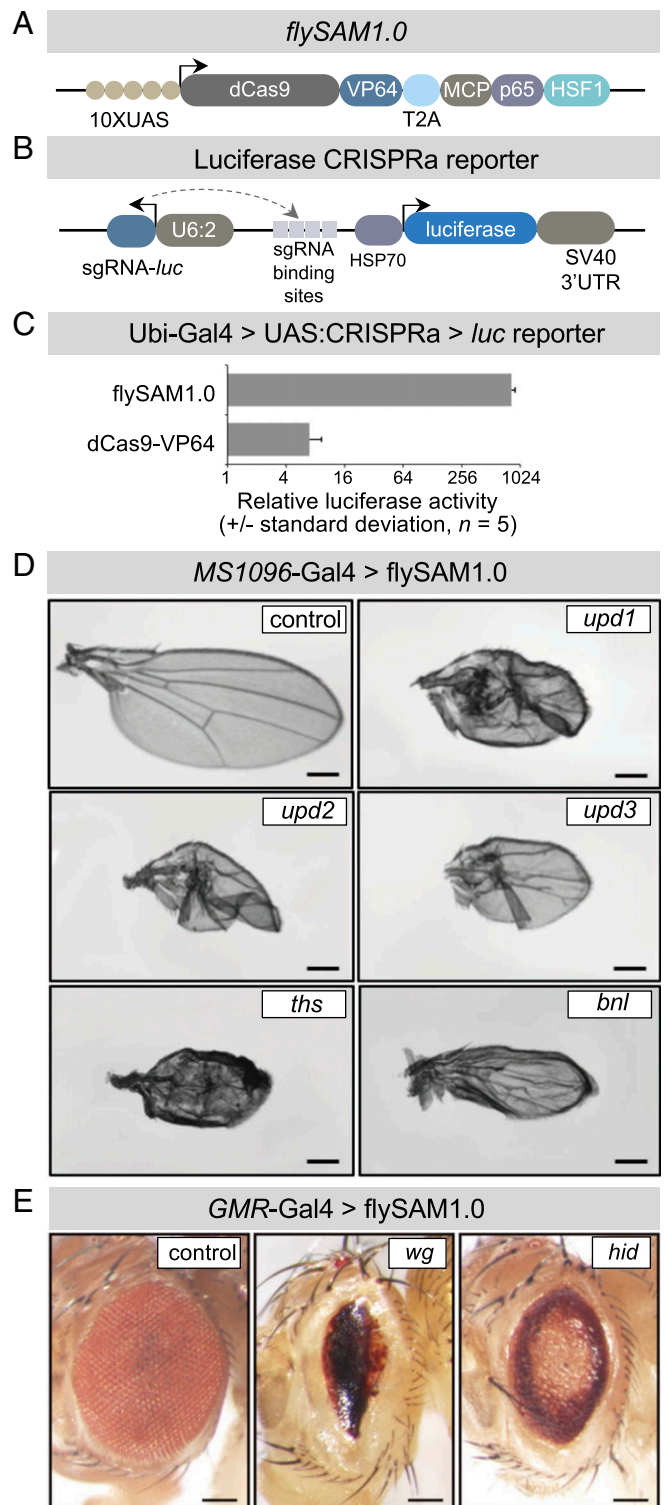 A
flySAM1.0
dCas9
VP64
MCP
p65
HSF1
10XUAS
T2A
B
Luciferase CRISPRa reporter
U6:2
luciferase
sgRNA-luc
sgRNA
binding
sites
HSP70
SV40
3'UTR
C
Ubi-Gal4 > UAS:CRISPRa > luc reporter
flySAM1.0
dCas9-VP64
1
4
16
64
256
1024
Relative luciferase activity
(+/- standard deviation, n = 5)
D
MS1096-Gal4 > flySAM1.0
control
upd1
upd2
upd3
ths
bnl
E
GMR-Gal4 > flySAM1.0
control
wg
hid